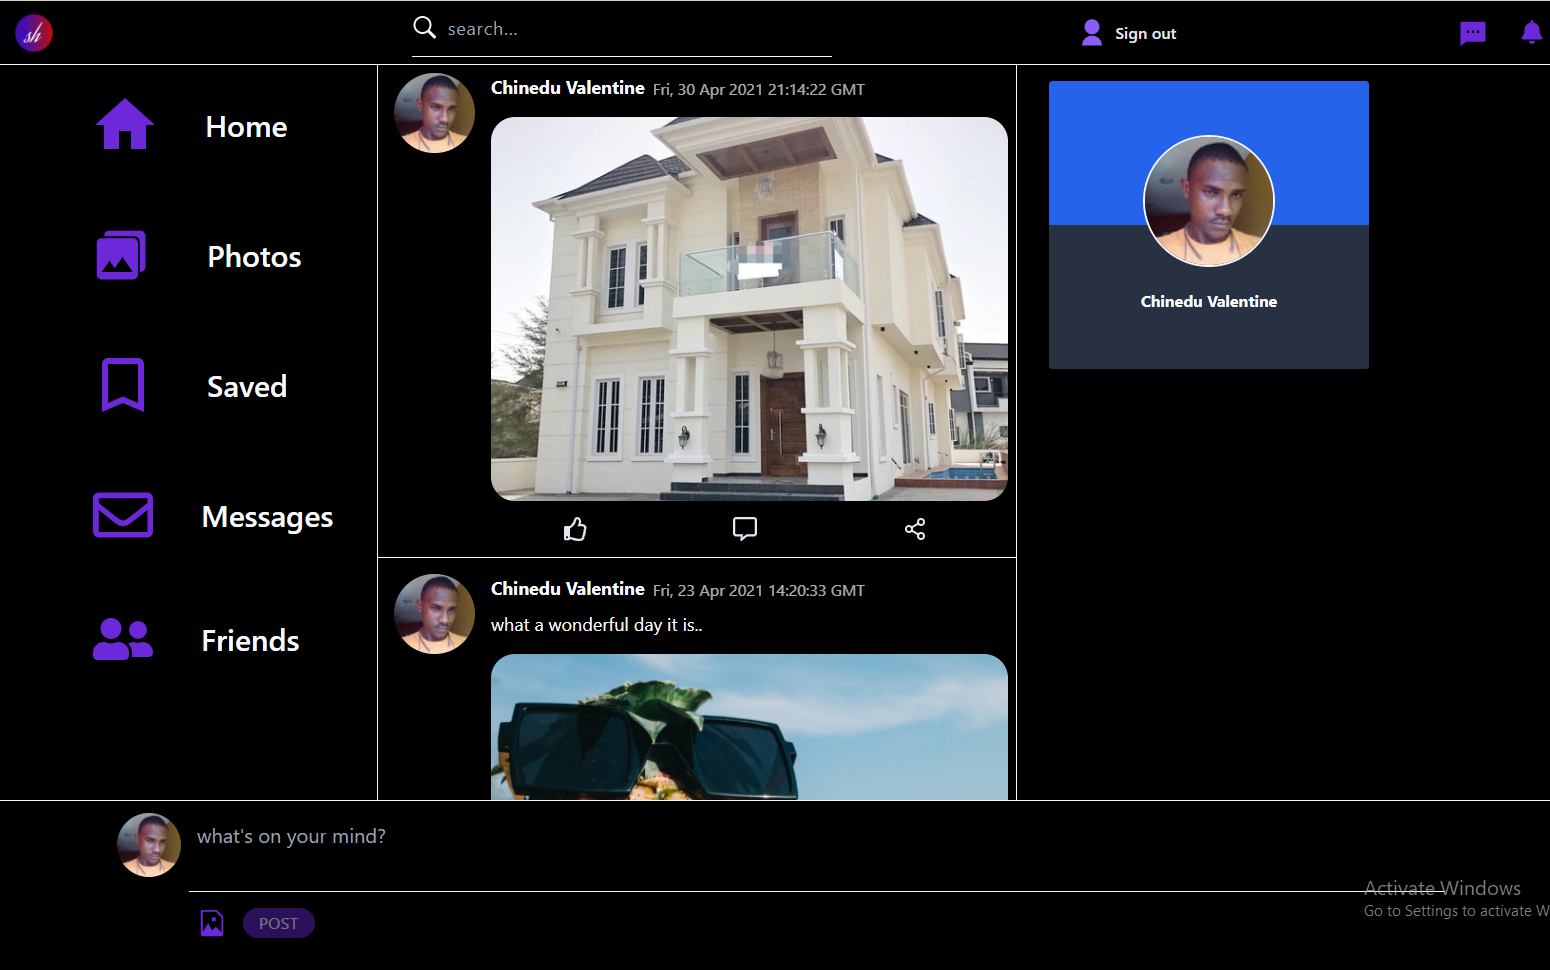 sh
search...
Sign out
Home
Photos
Saved
Messages
Friends
Chinedu Valentine Fri, 30 Apr 2021 21:14:22 GMT
Chinedu Valentine Fri, 23 Apr 2021 14:20:33 GMT
what a wonderful day it is..
Chinedu Valentine
what's on your mind?
POST
Activate Windows
Go to Settings to activate W